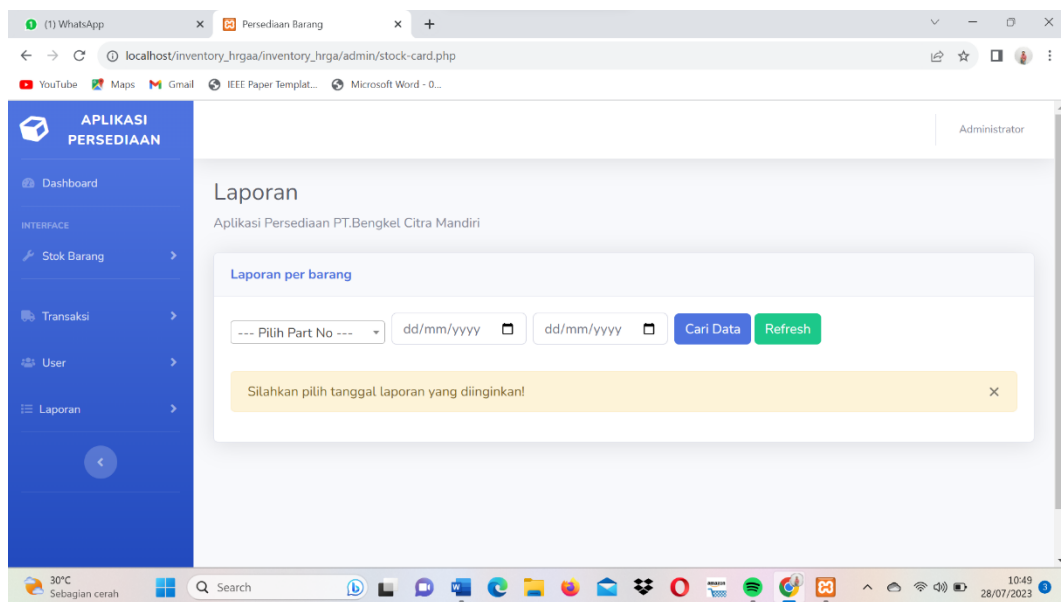 (1) WhatsApp
Persediaan Barang
localhost/inventory_hrgaa/inventory_hrga/admin/stock-card.php
YouTube Maps Gmail IEEE Paper Templat... Microsoft Word - 0...
APLIKASI
PERSEDIAAN
Administrator
Dashboard
INTERFACE
Stok Barang
Transaksi
User
Laporan
Laporan
Aplikasi Persediaan PT.Bengkel Citra Mandiri
Laporan per barang
--- Pilih Part No --- dd/mm/yyyy dd/mm/yyyy Cari Data Refresh
Silahkan pilih tanggal laporan yang diinginkan!
30°C
Sebagian cerah
Search
10:49
28/07/2023
3